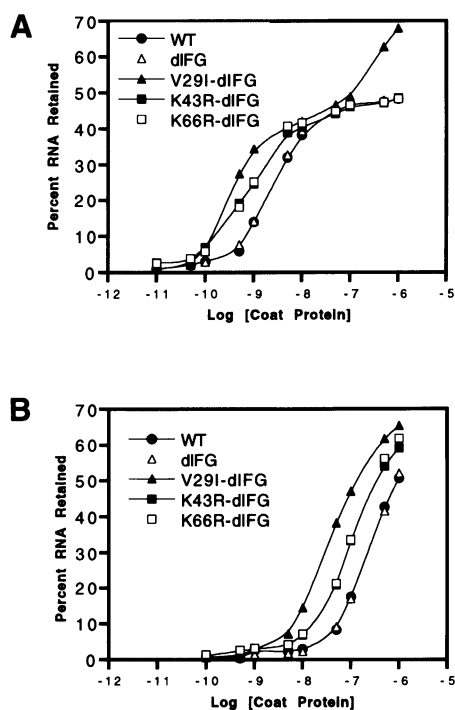 A
70
60
50
40
30
20
10
0
Percent RNA Retained
WT
dlFG
V29I-dlFG
K43R-dlFG
K66R-dlFG
-12 -11 -10 -9 -8 -7 -6 -5
Log [Coat Protein]
B
70
60
50
40
30
20
10
0
Percent RNA Retained
WT
dlFG
V29I-dlFG
K43R-dlFG
K66R-dlFG
-12 -11 -10 -9 -8 -7 -6 -5
Log [Coat Protein]